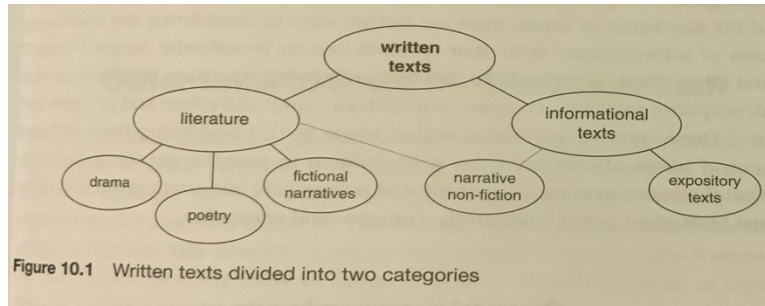 written
texts
literature
informational
texts
drama
poetry
fictional
narratives
narrative
non-fiction
expository
texts
Figure 10.1 Written texts divided into two categories